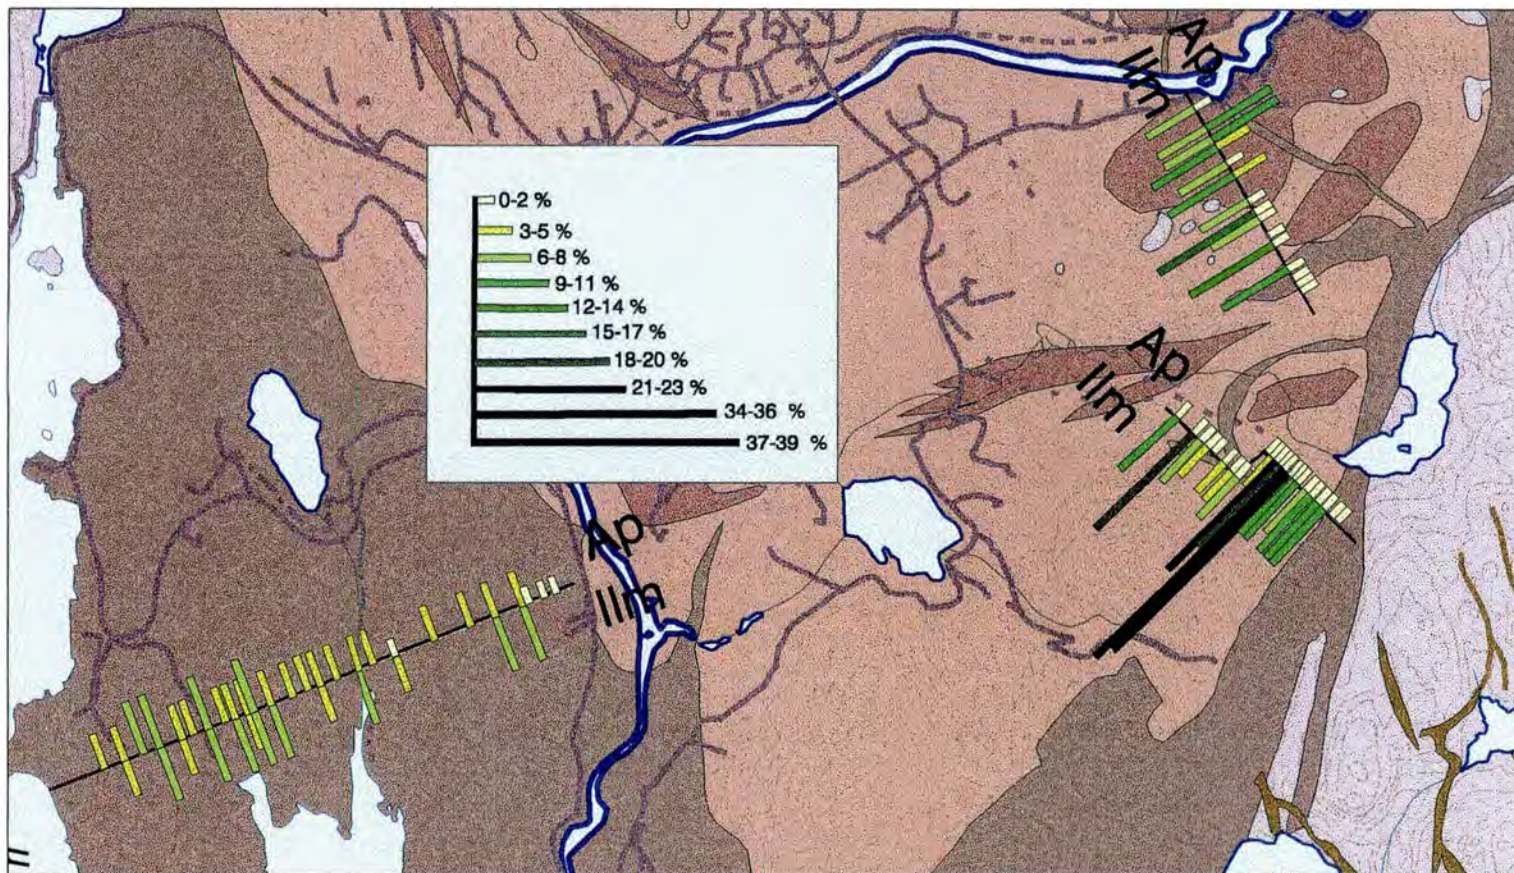 Ap
Ilm
0-2 %
3-5 %
6-8 %
9-11 %
12-14 %
15-17 %
18-20 %
21-23 %
34-36 %
37-39 %
Ap
Ilm
Ap
Ilm